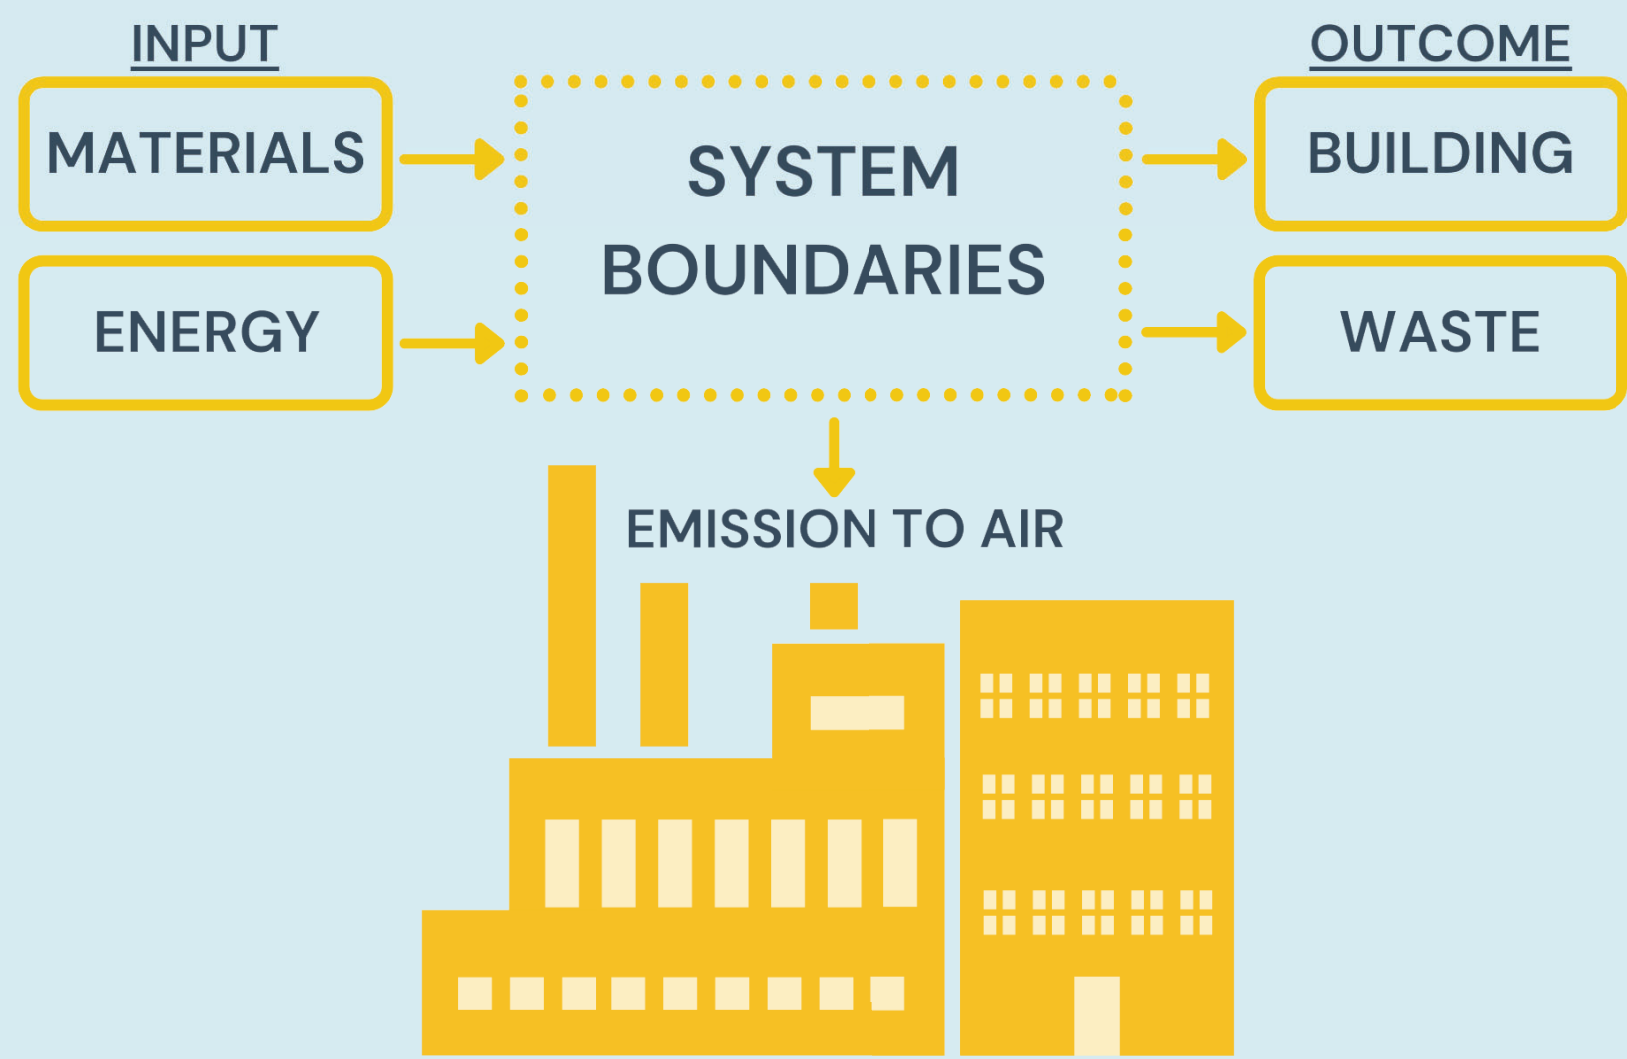 INPUT
OUTCOME
MATERIALS
SYSTEM
BOUNDARIES
BUILDING
ENERGY
WASTE
EMISSION TO AIR